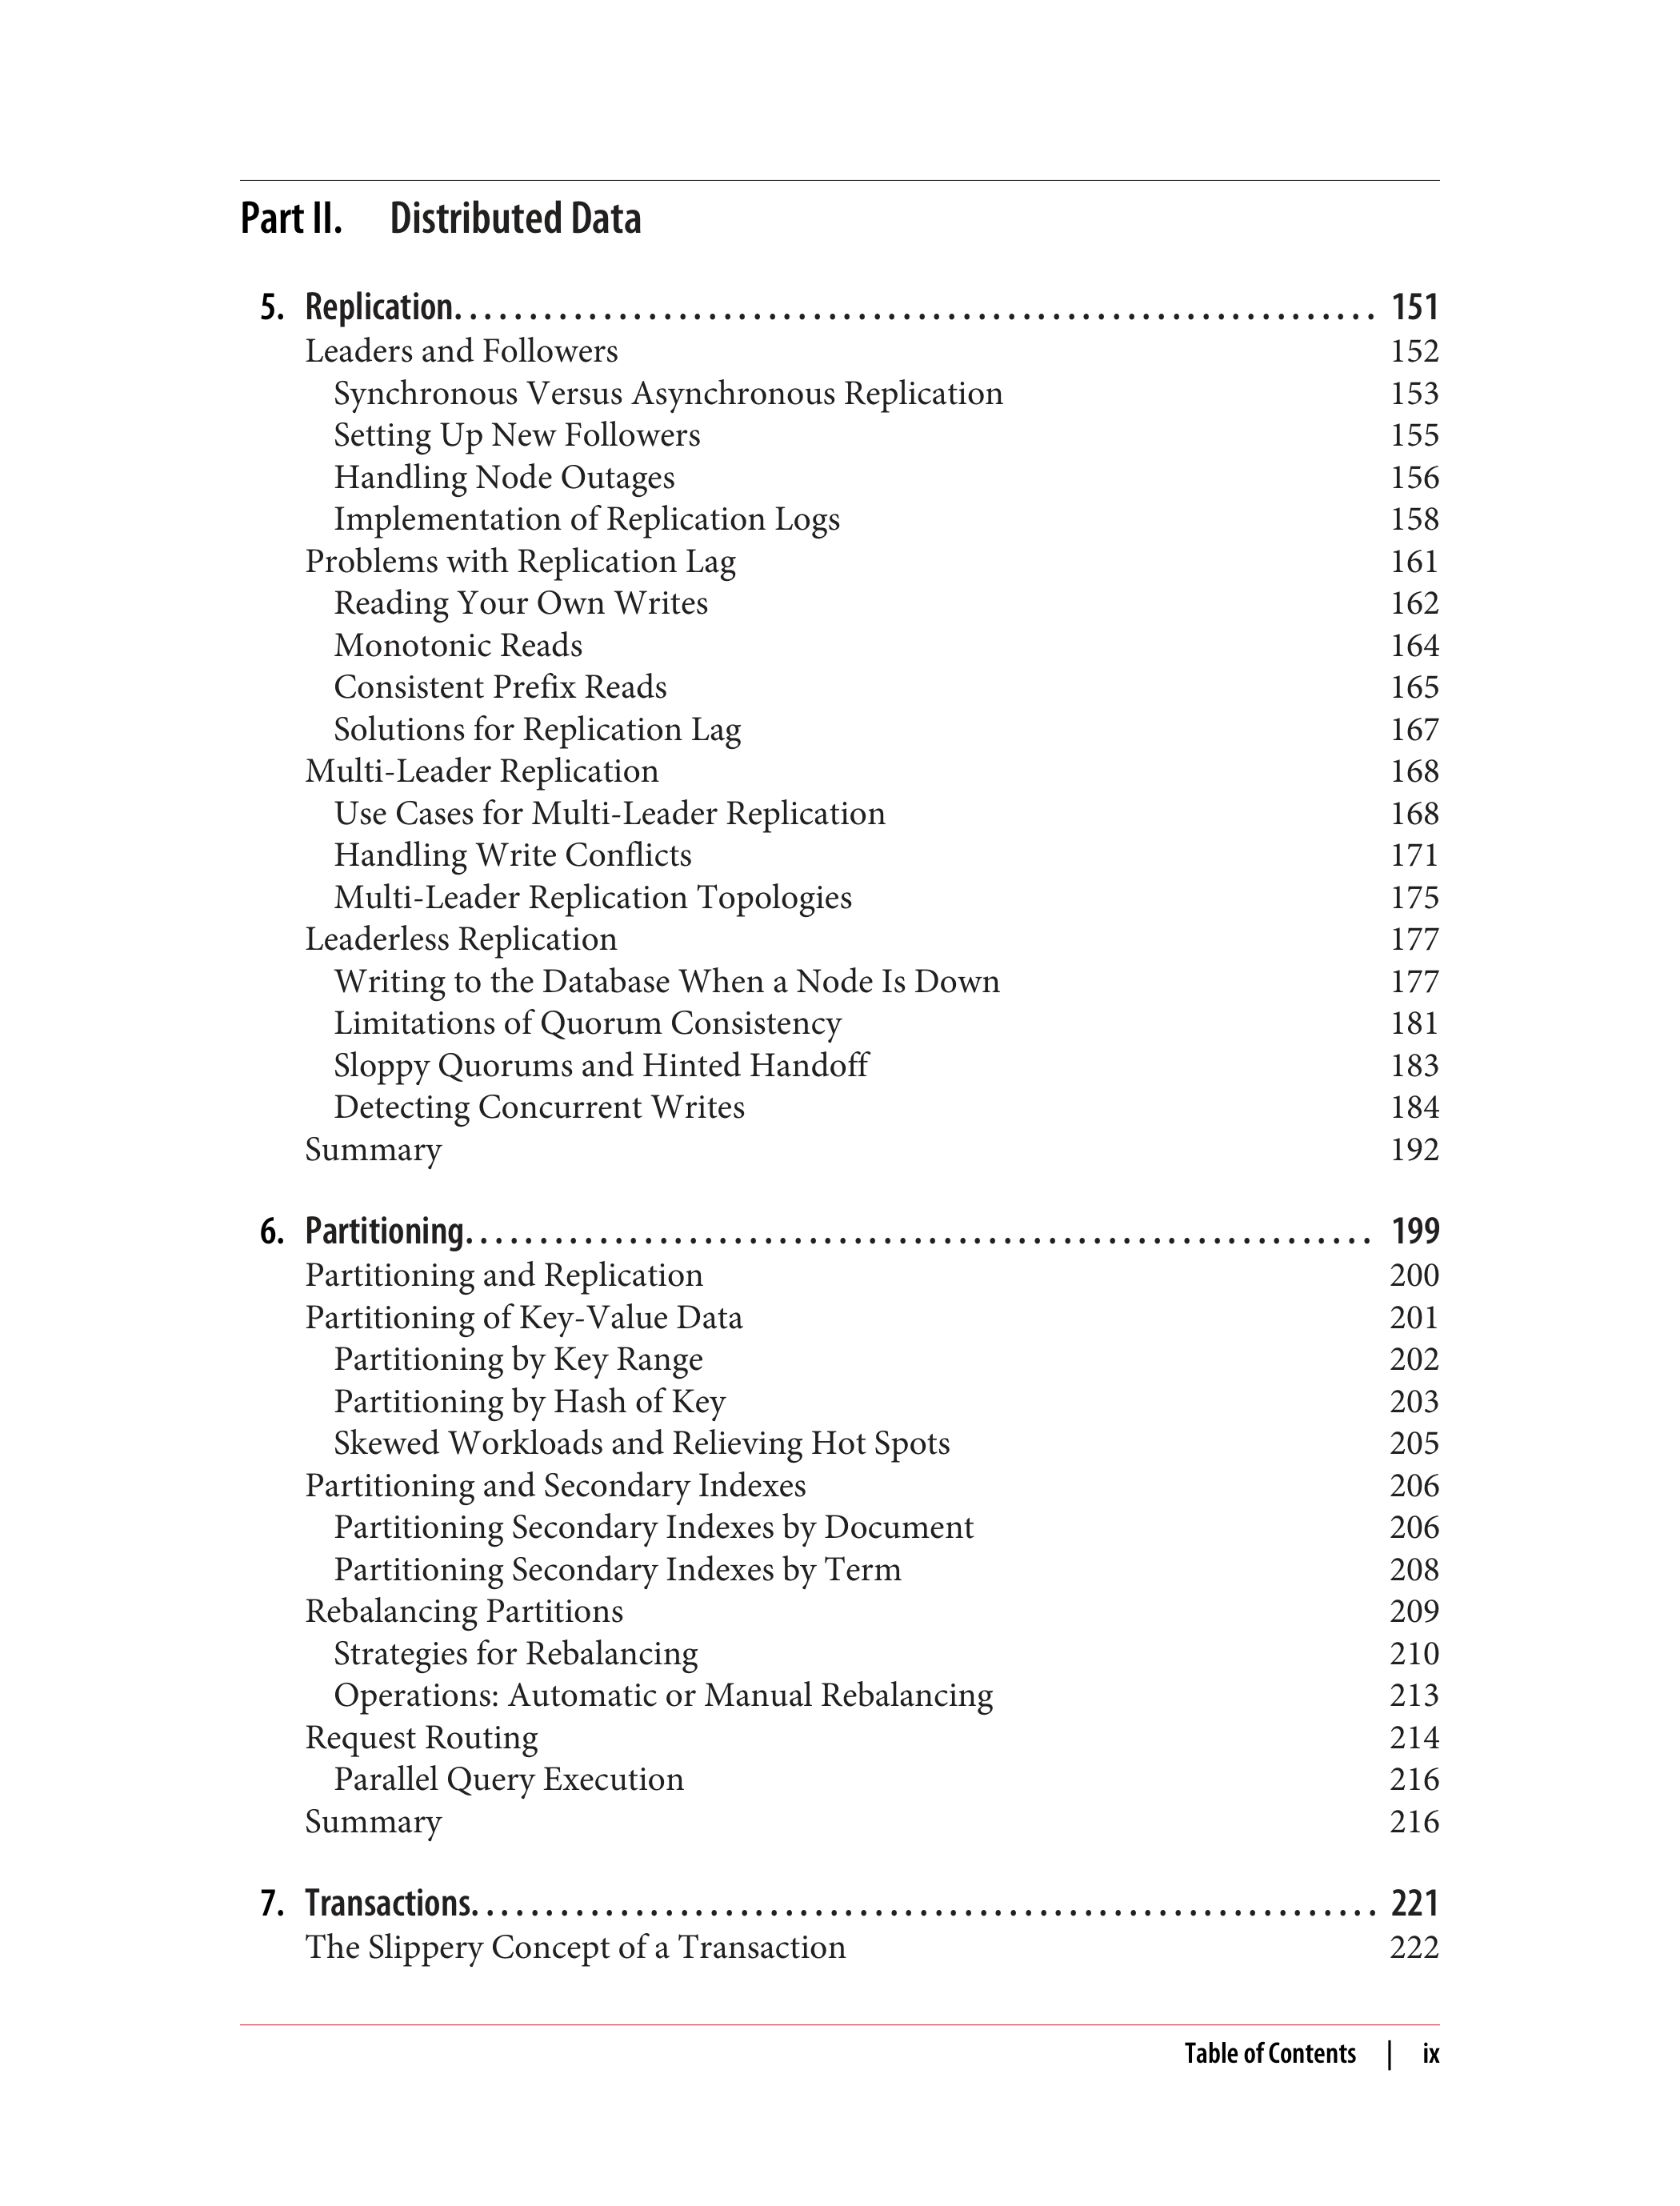 Part II. Distributed Data
5. Replication. . . . . . . . . . . . . . . . . . . . . . . . . . . . . . . . . . . . . . . . . . . . . . . . . . . . . . . . . . . . . . 151
Leaders and Followers 152
Synchronous Versus Asynchronous Replication 153
Setting Up New Followers 155
Handling Node Outages 156
Implementation of Replication Logs 158
Problems with Replication Lag 161
Reading Your Own Writes 162
Monotonic Reads 164
Consistent Prefix Reads 165
Solutions for Replication Lag 167
Multi-Leader Replication 168
Use Cases for Multi-Leader Replication 168
Handling Write Conflicts 171
Multi-Leader Replication Topologies 175
Leaderless Replication 177
Writing to the Database When a Node Is Down 177
Limitations of Quorum Consistency 181
Sloppy Quorums and Hinted Handoff 183
Detecting Concurrent Writes 184
Summary 192
6. Partitioning. . . . . . . . . . . . . . . . . . . . . . . . . . . . . . . . . . . . . . . . . . . . . . . . . . . . . . . . . . . . . 199
Partitioning and Replication 200
Partitioning of Key-Value Data 201
Partitioning by Key Range 202
Partitioning by Hash of Key 203
Skewed Workloads and Relieving Hot Spots 205
Partitioning and Secondary Indexes 206
Partitioning Secondary Indexes by Document 206
Partitioning Secondary Indexes by Term 208
Rebalancing Partitions 209
Strategies for Rebalancing 210
Operations: Automatic or Manual Rebalancing 213
Request Routing 214
Parallel Query Execution 216
Summary 216
7. Transactions. . . . . . . . . . . . . . . . . . . . . . . . . . . . . . . . . . . . . . . . . . . . . . . . . . . . . . . . . . . . . 221
The Slippery Concept of a Transaction 222
Table of Contents | ix